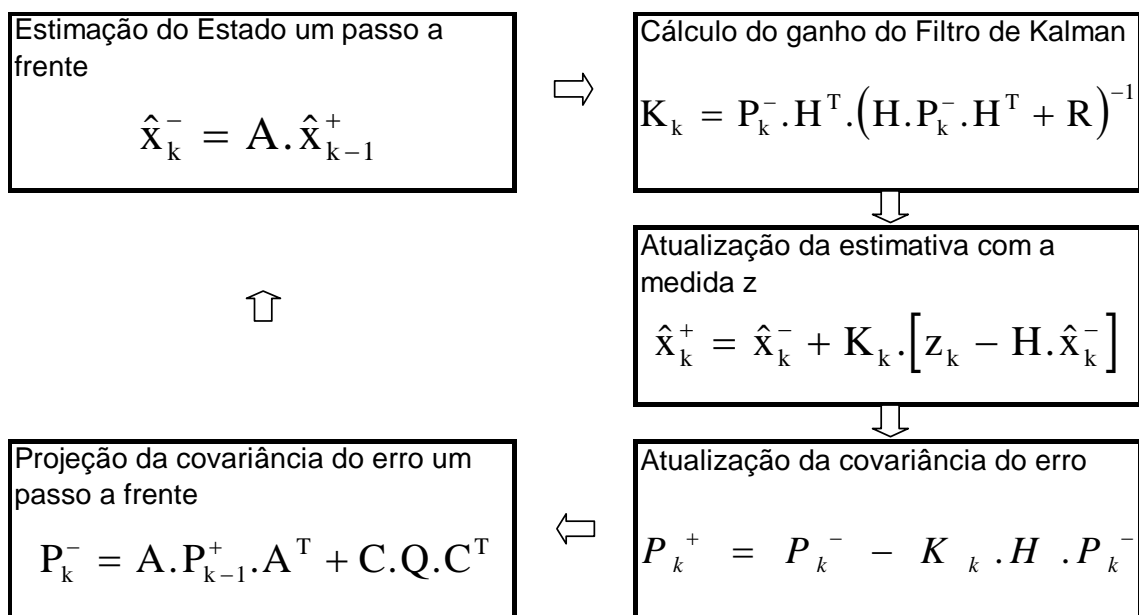 Estimação do Estado um passo a
frente
x̂ₖ⁻ = A.x̂ₖ₋₁⁺
Cálculo do ganho do Filtro de Kalman
Kₖ = Pₖ⁻.Hᵀ.(H.Pₖ⁻.Hᵀ + R)⁻¹
Atualização da estimativa com a
medida z
x̂ₖ⁺ = x̂ₖ⁻ + Kₖ.[zₖ − H.x̂ₖ⁻]
Atualização da covariância do erro
Pₖ⁺ = Pₖ⁻ − Kₖ.H.Pₖ⁻
Projeção da covariância do erro um
passo a frente
Pₖ⁻ = A.Pₖ₋₁⁺.Aᵀ + C.Q.Cᵀ